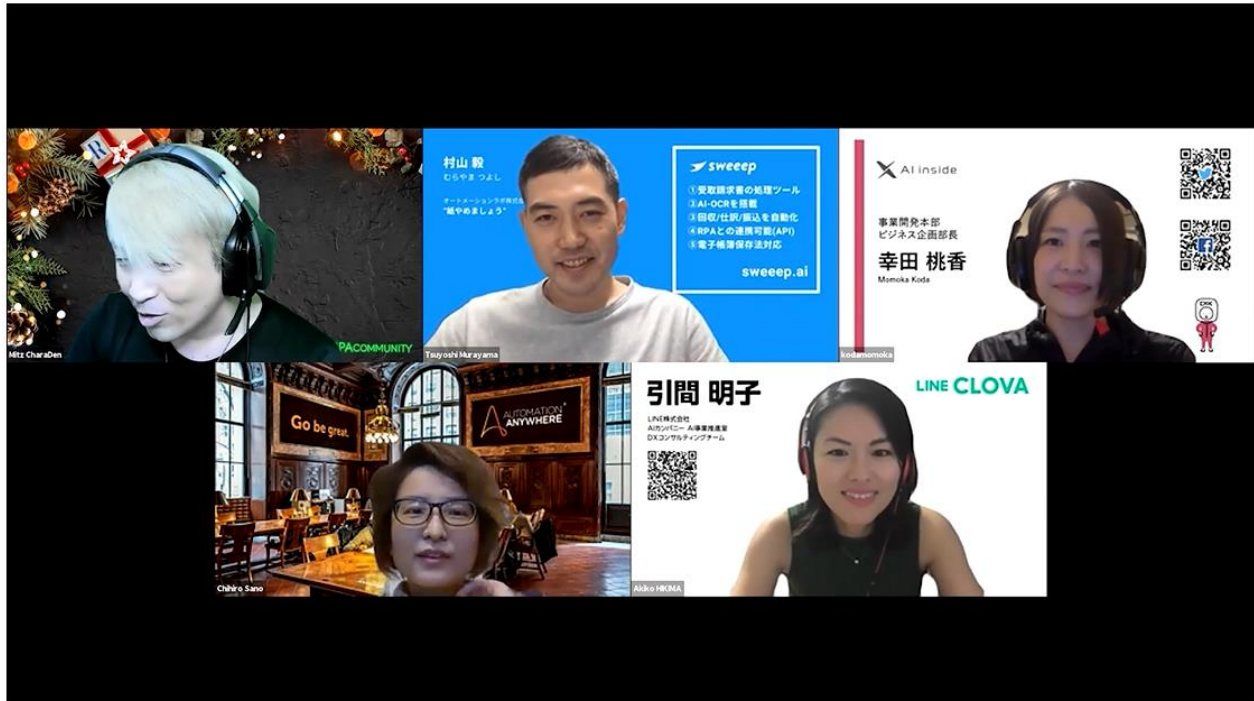 R
PACOMMUNITY
Mitz CharaDen
村山 毅
むらやま つよし
オートメーションラボ株式会
"紙やめましょう"
sweeep
①受取請求書の処理ツール
②AI-OCRを搭載
③回収/仕訳/振込を自動化
④RPAとの連携可能(API)
⑤電子帳簿保存法対応
sweeep.ai
Tsuyoshi Murayama
AI inside
事業開発本部
ビジネス企画部長
幸田 桃香
Momoka Koda
kodamomoka
Go be great.
AUTOMATION
ANYWHERE
Chihiro Sano
引間 明子
LINE株式会社
AIカンパニー AI事業推進室
DXコンサルティングチーム
LINE CLOVA
Akiko HIKIMA